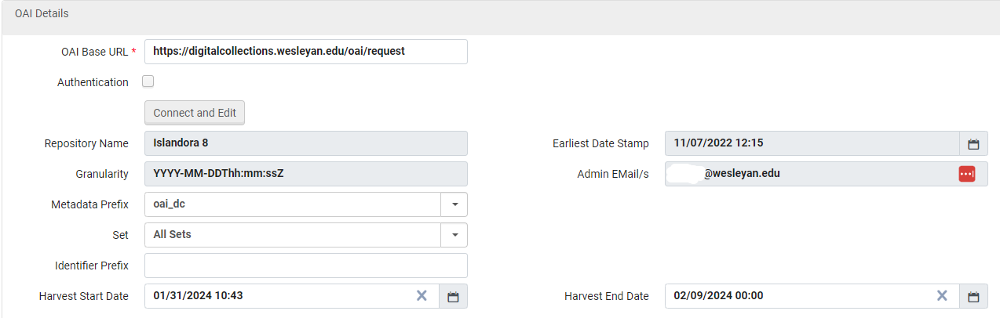 OAI Details
OAI Base URL * https://digitalcollections.wesleyan.edu/oai/request
Authentication
Connect and Edit
Repository Name Islandora 8 Earliest Date Stamp 11/07/2022 12:15
Granularity YYYY-MM-DDThh:mm:ssZ Admin EMail/s @wesleyan.edu
Metadata Prefix oai_dc
Set All Sets
Identifier Prefix
Harvest Start Date 01/31/2024 10:43 Harvest End Date 02/09/2024 00:00